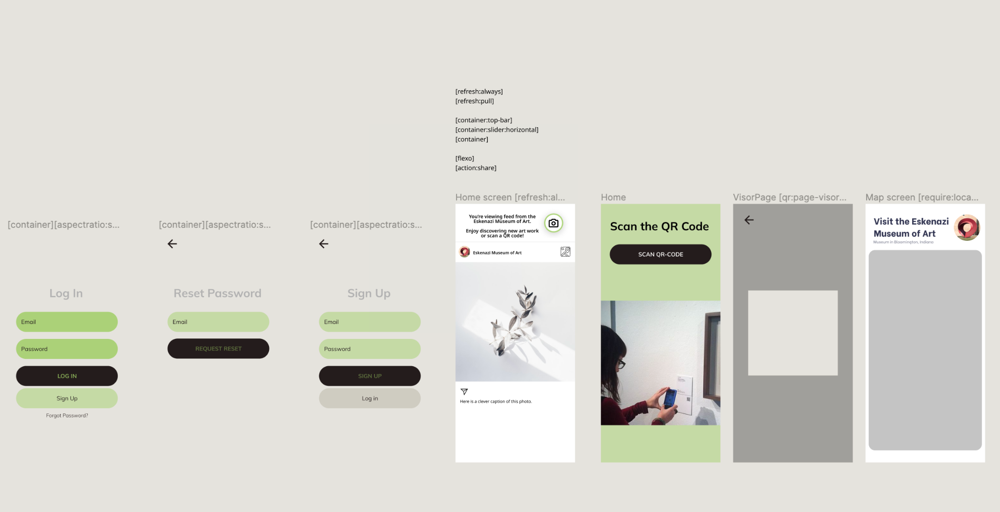 [refresh:always]
[refresh:pull]
[container:top-bar]
[container:slider:horizontal]
[container]
[flexo]
[action:share]
[container][aspectratio:s...
Log In
Email
Password
LOG IN
Sign Up
Forgot Password?
[container][aspectratio:s...
Reset Password
Email
REQUEST RESET
[container][aspectratio:s...
Sign Up
Email
Password
SIGN UP
Log in
Home screen [refresh:al...
You're viewing feed from the
Eskenazi Museum of Art.
Enjoy discovering new art work
or scan a QR code!
Eskenazi Museum of Art
Here is a clever caption of this photo.
Home
Scan the QR Code
SCAN QR-CODE
VisorPage [qr:page-visor...
Map screen [require:loca...
Visit the Eskenazi
Museum of Art
Museum in Bloomington, Indiana